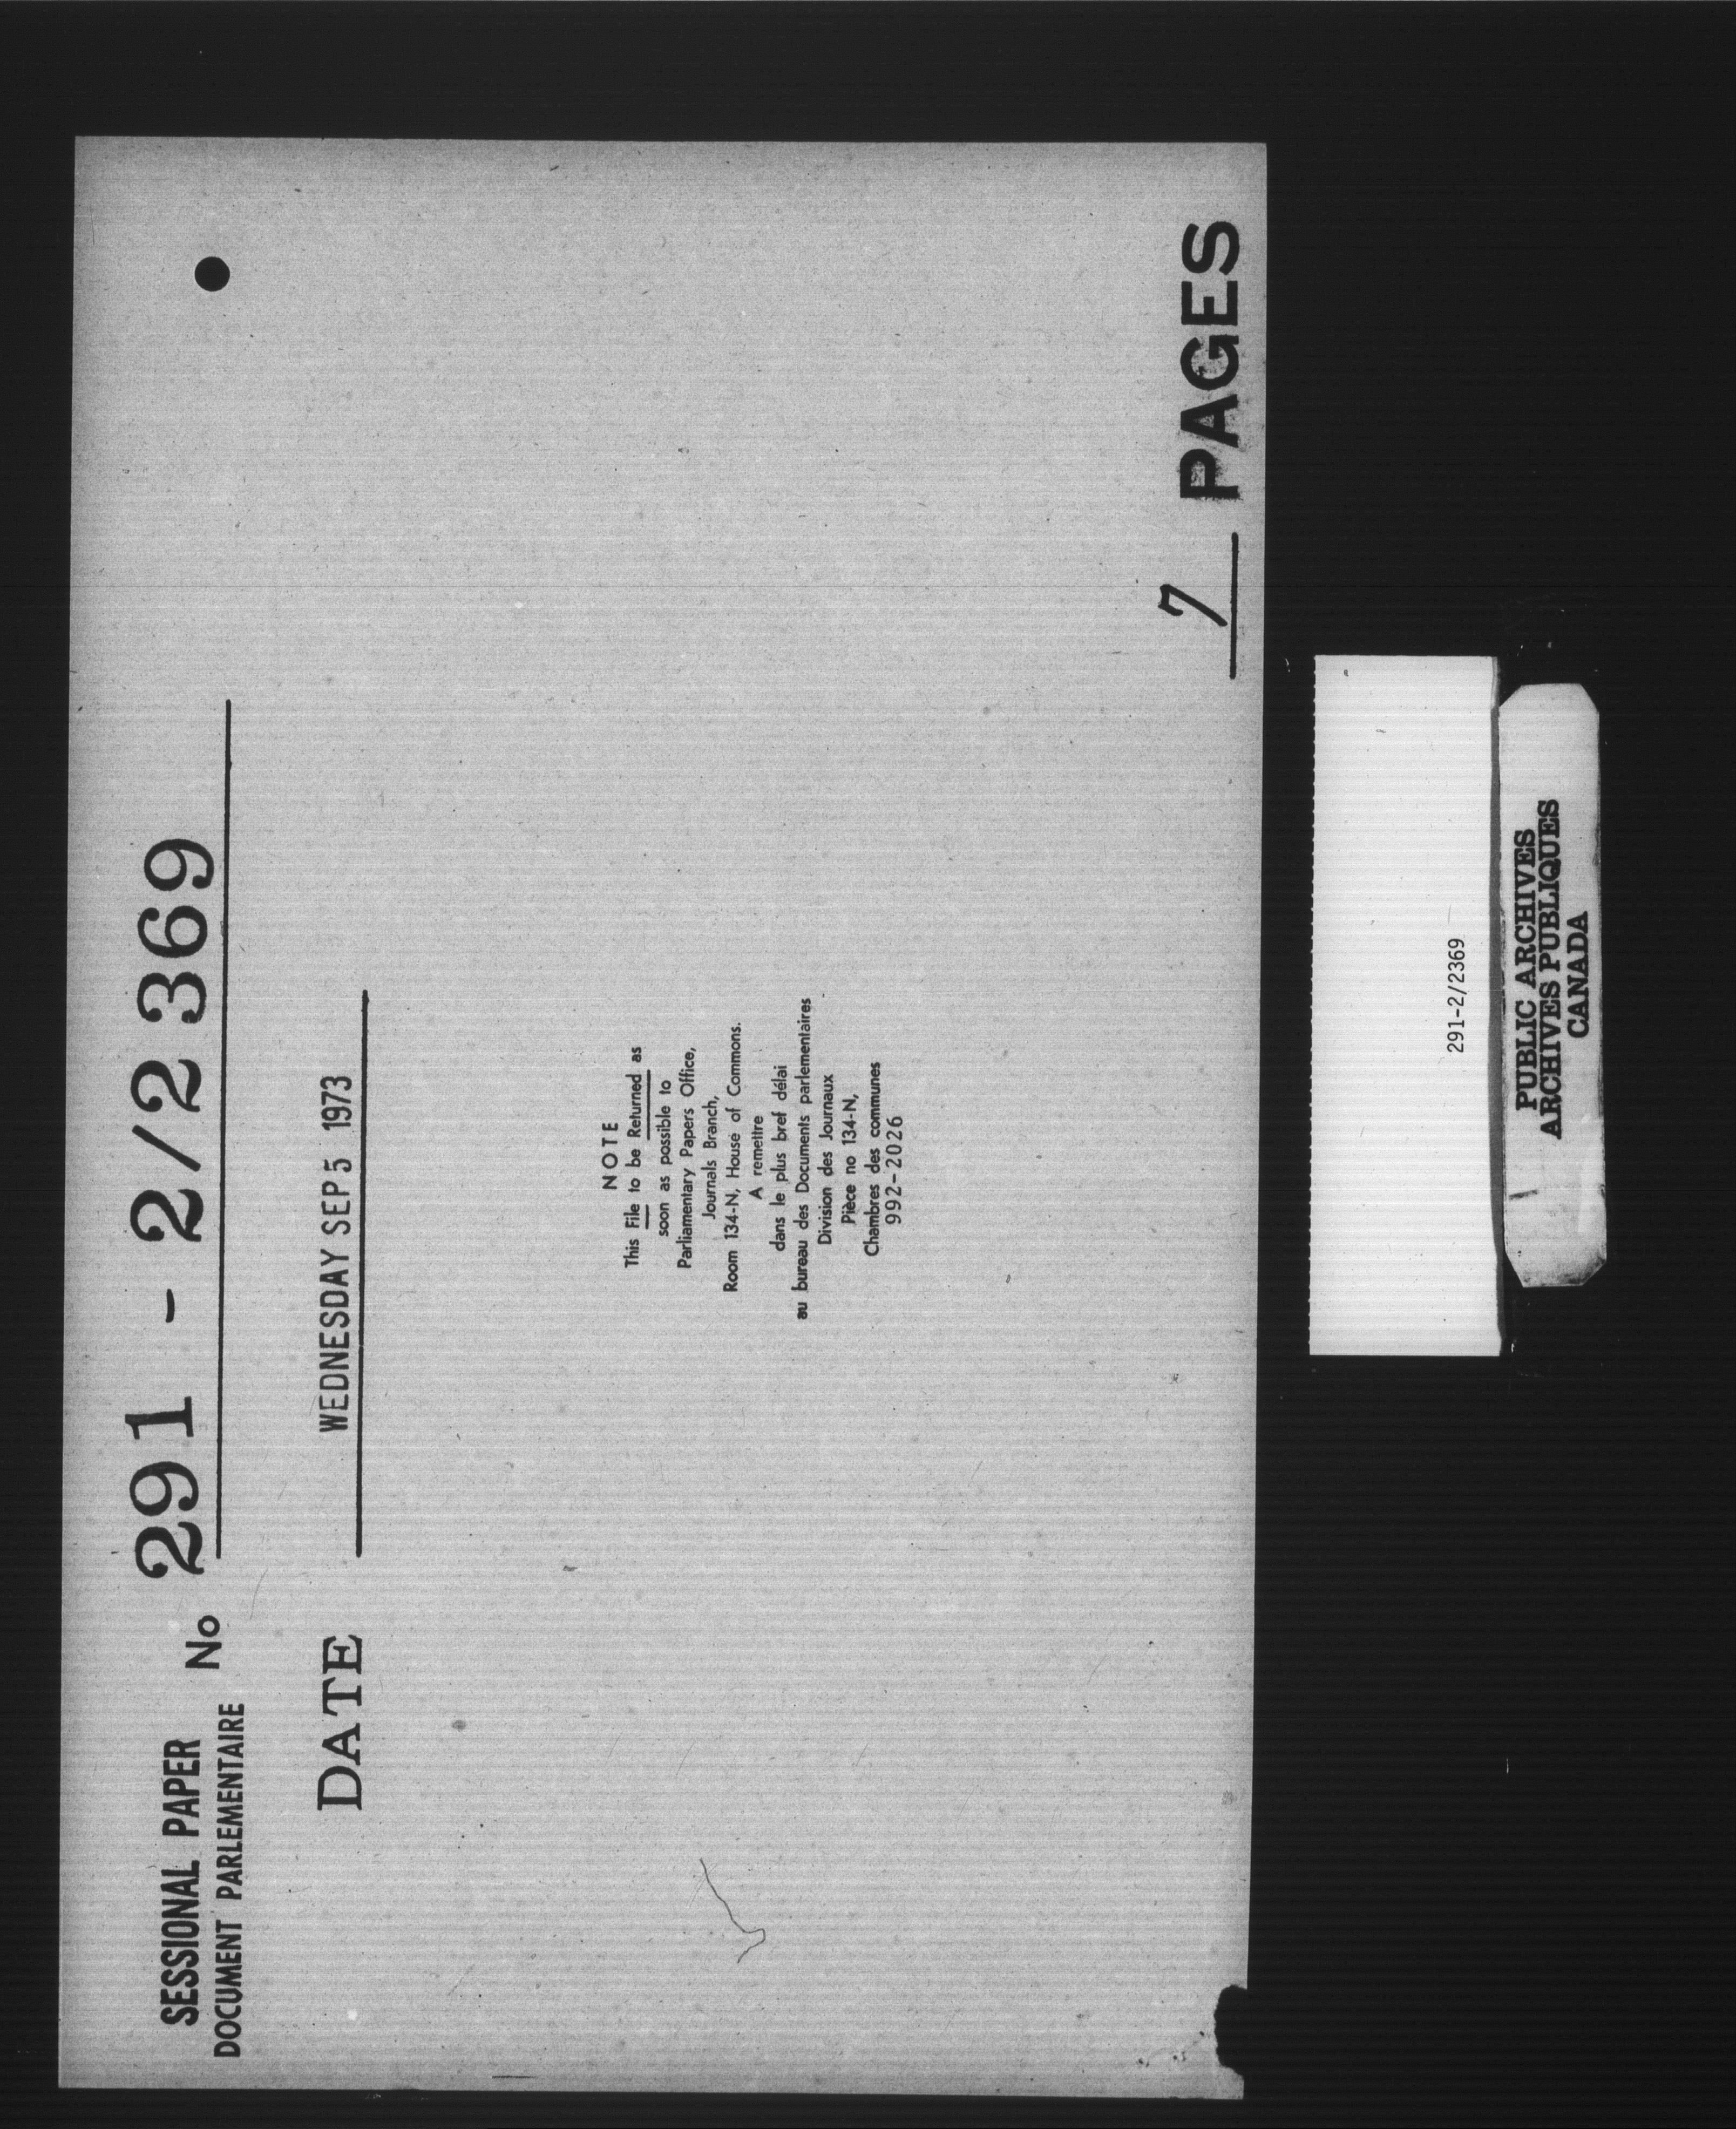 SESSIONAL PAPER
DOCUMENT PARLEMENTAIRE
No 291 - 2/2369
DATE WEDNESDAY SEP 5 1973
NOTE
This File to be Returned as
soon as possible to
Parliamentary Papers Office,
Journals Branch,
Room 134-N, House of Commons.
A remettre
dans le plus bref délai
au bureau des Documents parlementaires
Division des Journaux
Pièce no 134-N,
Chambres des communes
992-2026
7 PAGES
291-2/2369
PUBLIC ARCHIVES
ARCHIVES PUBLIQUES
CANADA